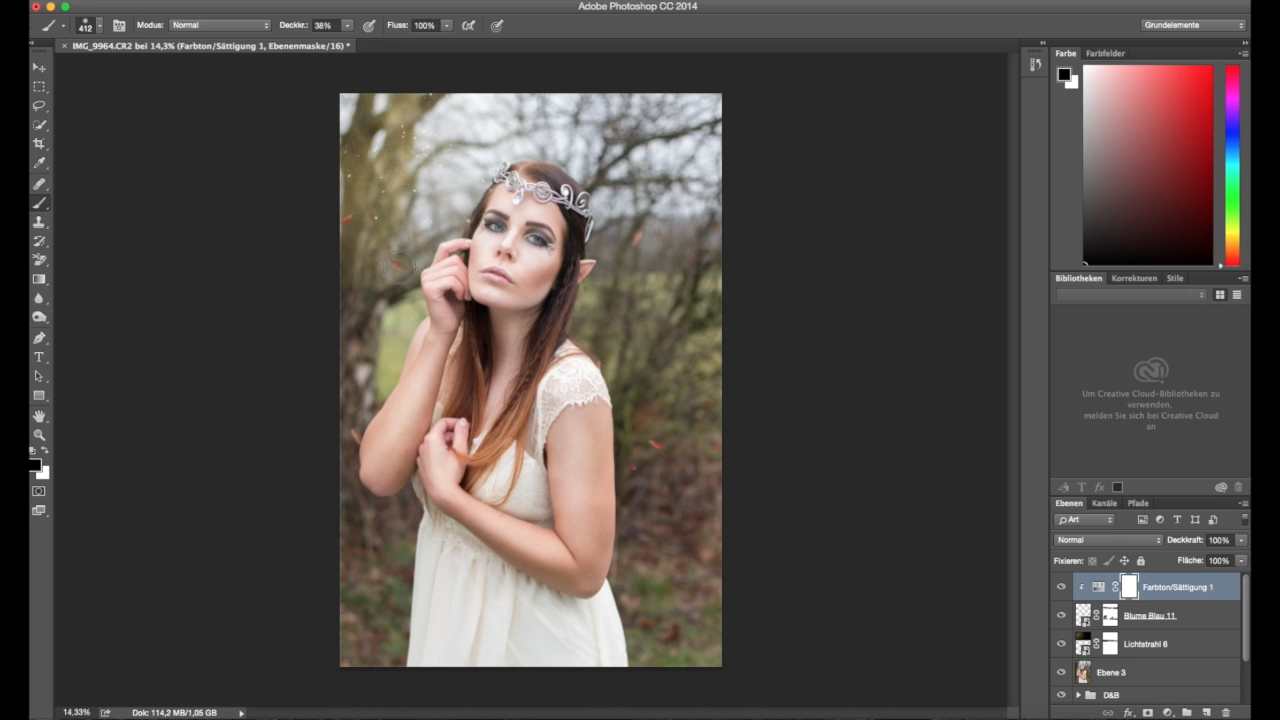 Adobe Photoshop CC 2014
412
Modus: Normal
Deckkr.: 38%
Fluss: 100%
Grundelemente
× IMG_9964.CR2 bei 14,3% (Farbton/Sättigung 1, Ebenenmaske/16) *
Farbe Farbfelder
Bibliotheken Korrekturen Stile
Um Creative Cloud-Bibliotheken zu
verwenden,
melden Sie sich bei Creative Cloud
an
Ebenen Kanäle Pfade
Art
Normal Deckkraft: 100%
Fixieren: Fläche: 100%
Farbton/Sättigung 1
Blume Blau 11
Lichtstrahl 6
Ebene 3
D&B
14,33% Dok: 114,2 MB/1,05 GB